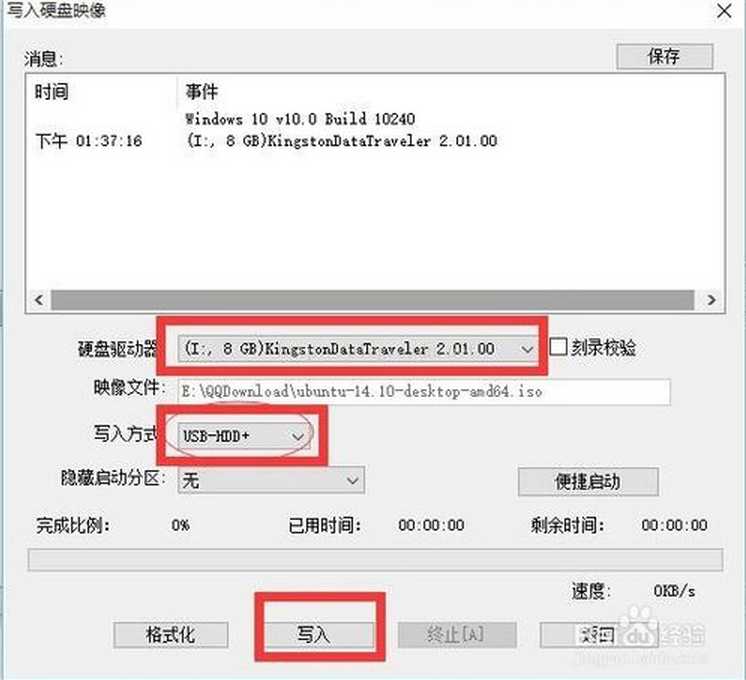 写入硬盘映像
消息:
保存
时间 事件
Windows 10 v10.0 Build 10240
下午 01:37:16 (I:, 8 GB)KingstonDataTraveler 2.01.00
硬盘驱动器 (I:, 8 GB)KingstonDataTraveler 2.01.00 刻录校验
映像文件: E:\QQDownload\ubuntu-14.10-desktop-amd64.iso
写入方式 USB-HDD+
隐藏启动分区: 无 便捷启动
完成比例: 0% 已用时间: 00:00:00 剩余时间: 00:00:00
速度: 0KB/s
格式化 写入 终止[A] 返回
du 经验